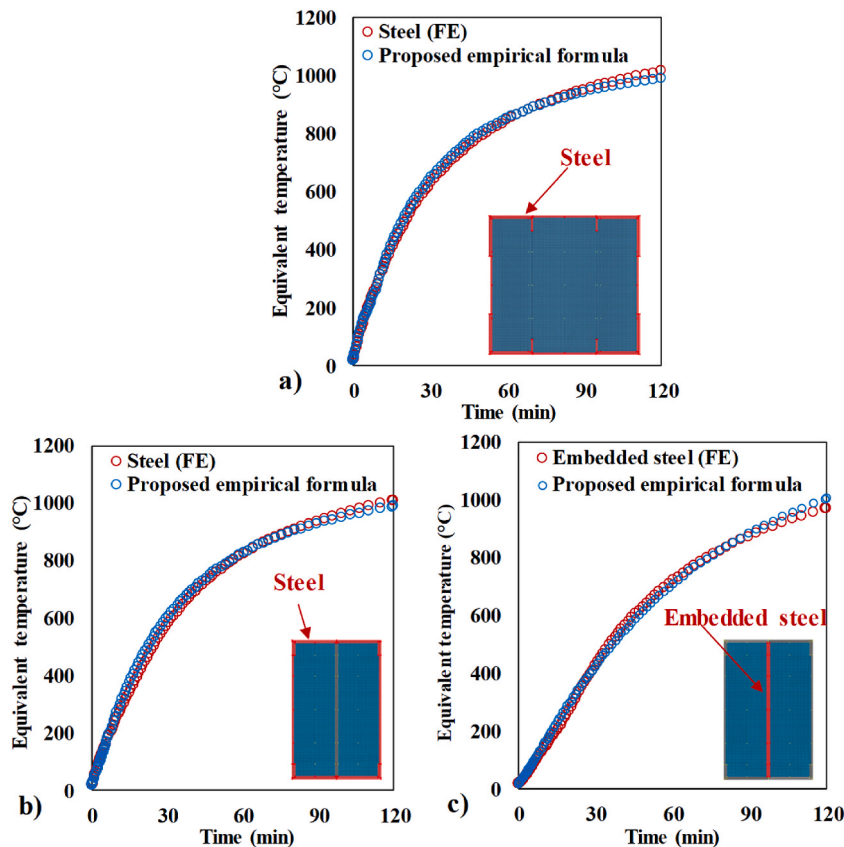 Steel (FE)
Proposed empirical formula
Equivalent temperature (°C)
1200
1000
800
600
400
200
0
Steel
0 30 60 90 120
Time (min)
a)
Steel (FE)
Proposed empirical formula
Equivalent temperature (°C)
1200
1000
800
600
400
200
0
Steel
0 30 60 90 120
Time (min)
b)
Embedded steel (FE)
Proposed empirical formula
Equivalent temperature (°C)
1200
1000
800
600
400
200
0
Embedded steel
0 30 60 90 120
Time (min)
c)